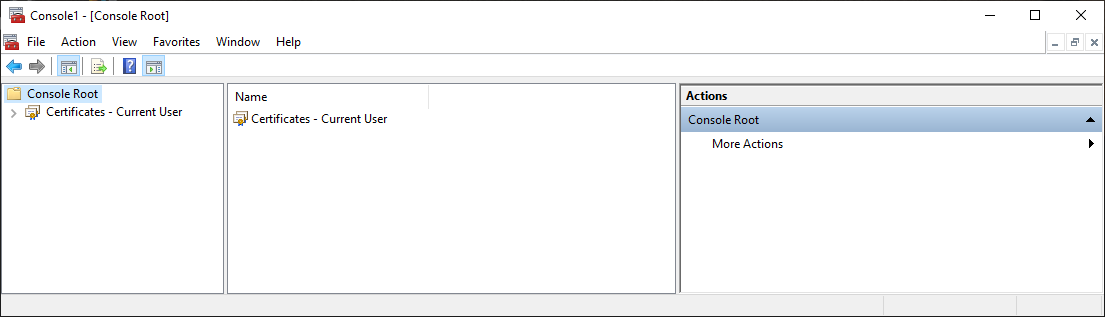 Console1 - [Console Root]
File Action View Favorites Window Help
Console Root
Certificates - Current User
Name
Certificates - Current User
Actions
Console Root
More Actions